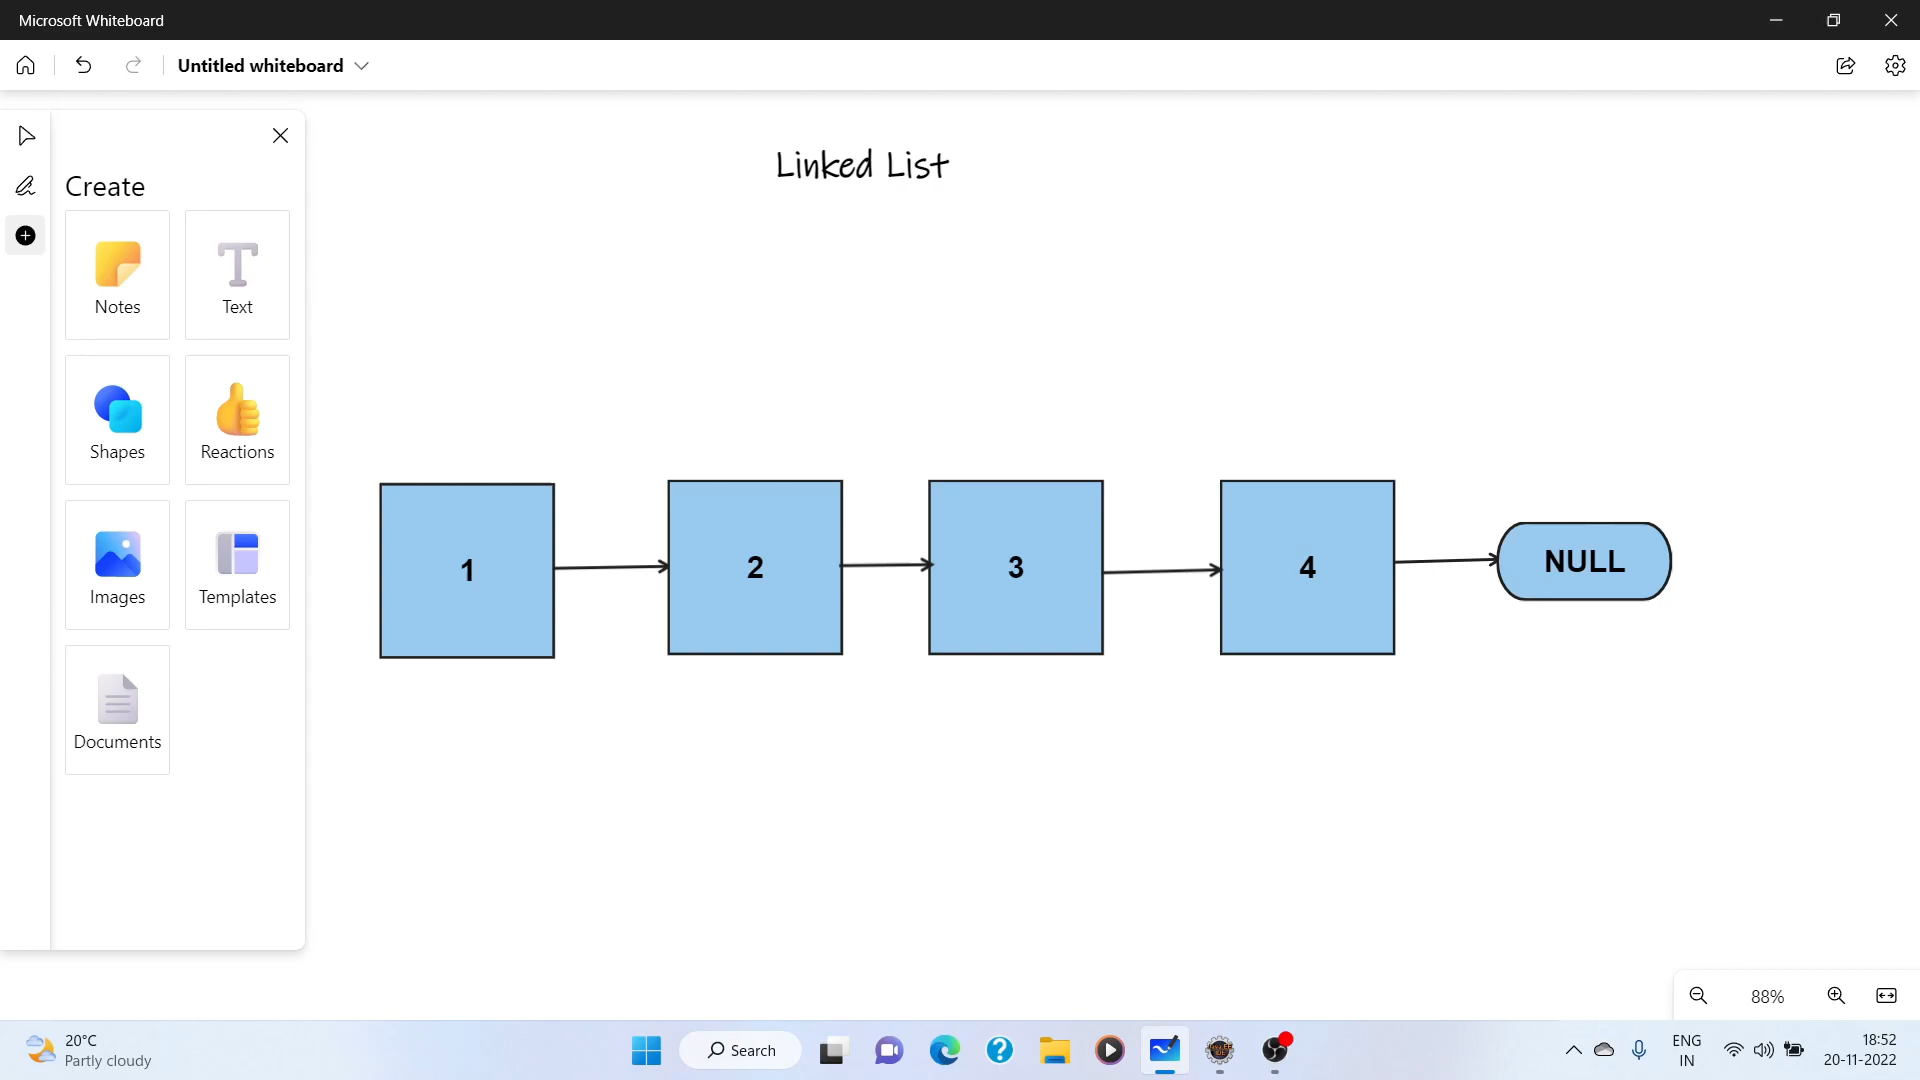 Microsoft Whiteboard
Untitled whiteboard
Linked List
Create
Notes
Text
Shapes
Reactions
Images
Templates
Documents
1
2
3
4
NULL
88%
20°C
Partly cloudy
Search
ENG
IN
18:52
20-11-2022